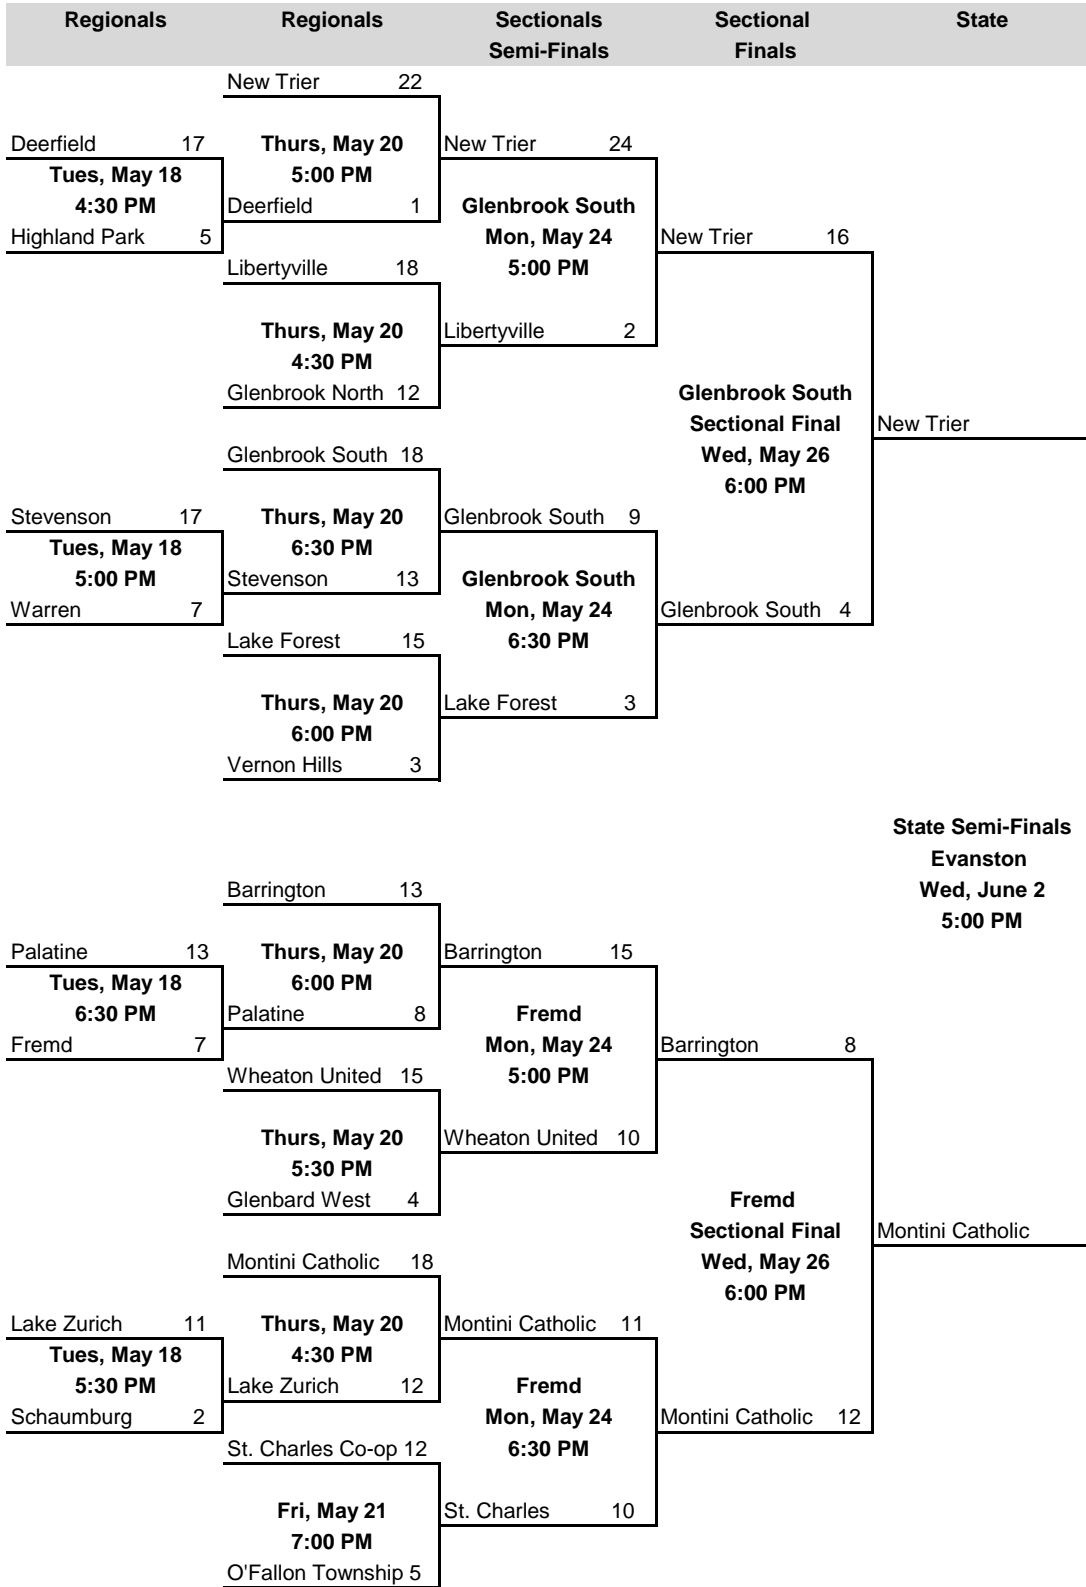 Regionals Regionals Sectionals Sectional State
Semi-Finals Finals
New Trier 22
Deerfield 17 Thurs, May 20 New Trier 24
Tues, May 18 5:00 PM
4:30 PM Deerfield 1 Glenbrook South
Highland Park 5 Mon, May 24 New Trier 16
Libertyville 18 5:00 PM
Thurs, May 20 Libertyville 2
4:30 PM
Glenbrook North 12 Glenbrook South
Sectional Final New Trier
Glenbrook South 18 Wed, May 26
6:00 PM
Stevenson 17 Thurs, May 20 Glenbrook South 9
Tues, May 18 6:30 PM
5:00 PM Stevenson 13 Glenbrook South
Warren 7 Mon, May 24 Glenbrook South 4
Lake Forest 15 6:30 PM
Thurs, May 20 Lake Forest 3
6:00 PM
Vernon Hills 3
State Semi-Finals
Evanston
Barrington 13 Wed, June 2
5:00 PM
Palatine 13 Thurs, May 20 Barrington 15
Tues, May 18 6:00 PM
6:30 PM Palatine 8 Fremd
Fremd 7 Mon, May 24 Barrington 8
Wheaton United 15 5:00 PM
Thurs, May 20 Wheaton United 10
5:30 PM
Glenbard West 4 Fremd
Sectional Final Montini Catholic
Montini Catholic 18 Wed, May 26
6:00 PM
Lake Zurich 11 Thurs, May 20 Montini Catholic 11
Tues, May 18 4:30 PM
5:30 PM Lake Zurich 12 Fremd
Schaumburg 2 Mon, May 24 Montini Catholic 12
St. Charles Co-op 12 6:30 PM
Fri, May 21 St. Charles 10
7:00 PM
O'Fallon Township 5